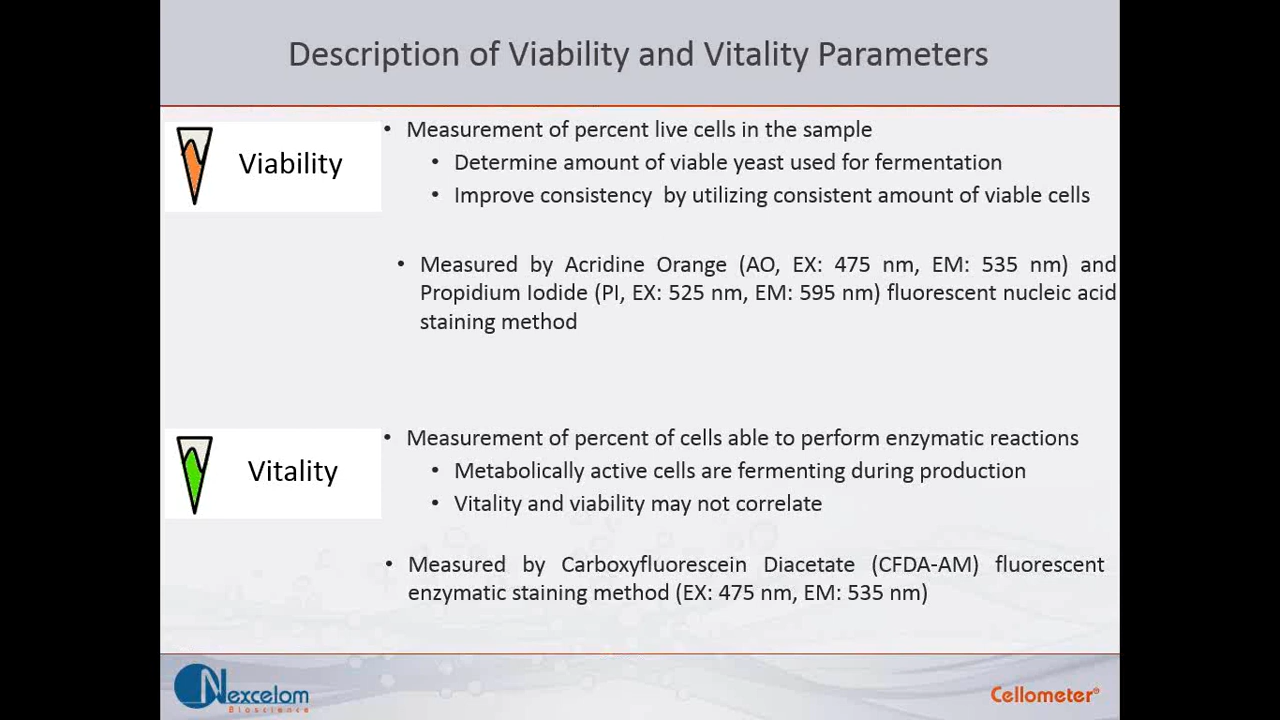 Description of Viability and Vitality Parameters
Viability
• Measurement of percent live cells in the sample
• Determine amount of viable yeast used for fermentation
• Improve consistency by utilizing consistent amount of viable cells
• Measured by Acridine Orange (AO, EX: 475 nm, EM: 535 nm) and
Propidium Iodide (PI, EX: 525 nm, EM: 595 nm) fluorescent nucleic acid
staining method
Vitality
• Measurement of percent of cells able to perform enzymatic reactions
• Metabolically active cells are fermenting during production
• Vitality and viability may not correlate
• Measured by Carboxyfluorescein Diacetate (CFDA-AM) fluorescent
enzymatic staining method (EX: 475 nm, EM: 535 nm)
Nexcelom
Bioscience
Cellometer®